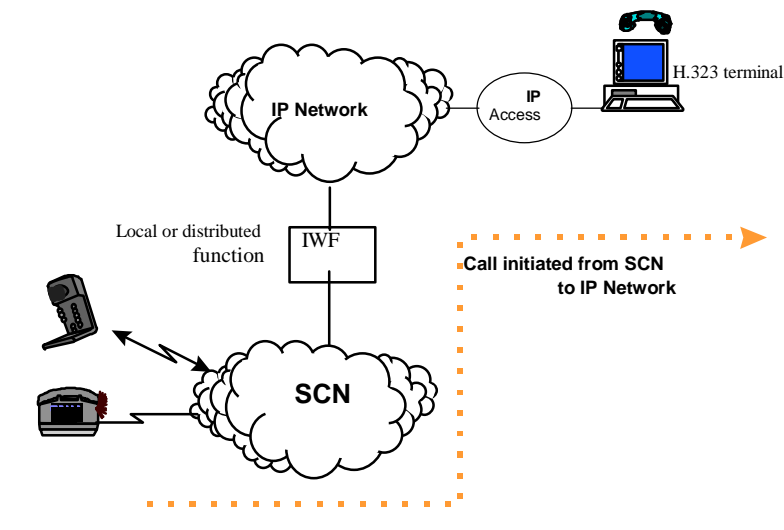 H.323 terminal
IP Network
IP
Access
Local or distributed
function
IWF
Call initiated from SCN
to IP Network
SCN